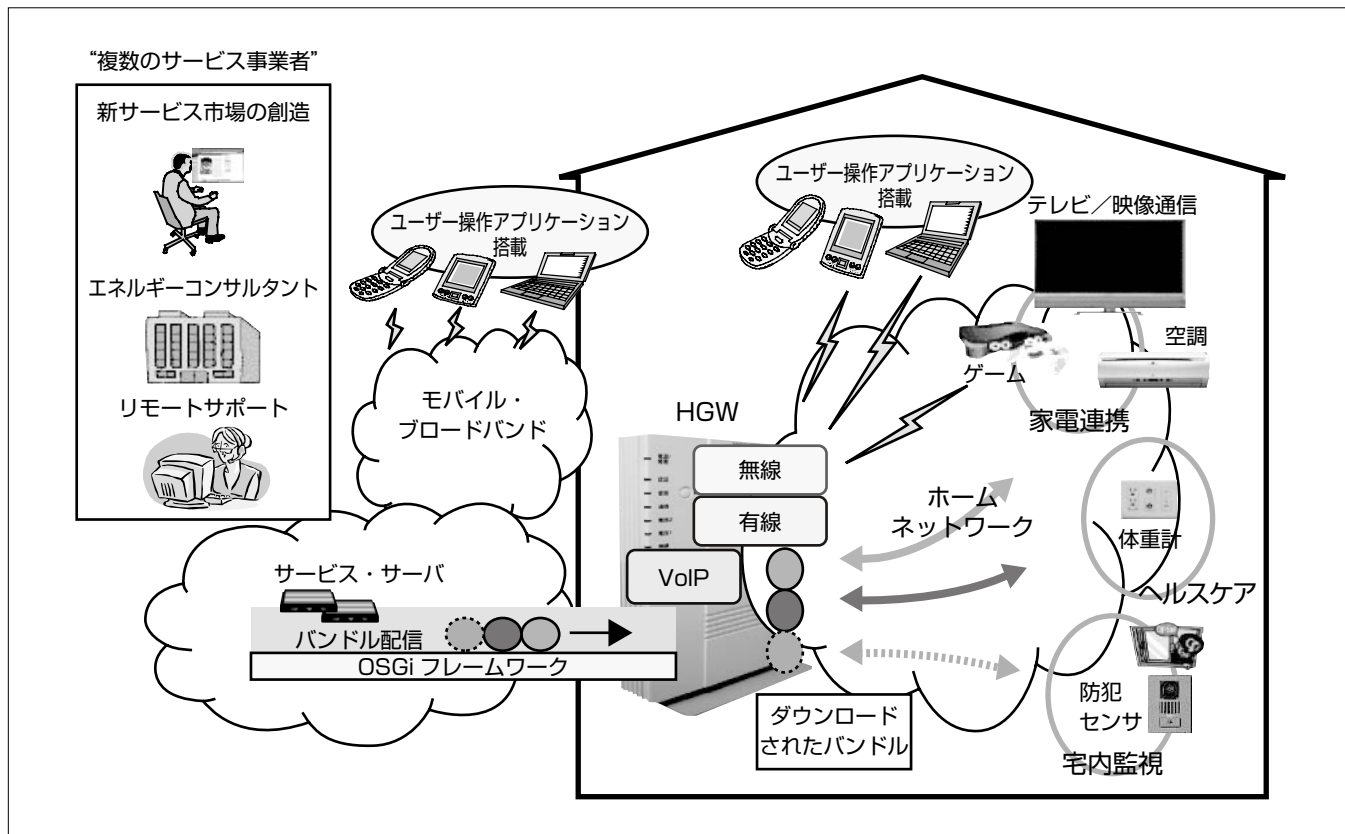 “複数のサービス事業者”
新サービス市場の創造
エネルギーコンサルタント
リモートサポート
ユーザー操作アプリケーション
搭載
モバイル・
ブロードバンド
サービス・サーバ
バンドル配信
OSGi フレームワーク
ユーザー操作アプリケーション
搭載
テレビ／映像通信
ゲーム
空調
家電連携
HGW
無線
有線
VoIP
ホーム
ネットワーク
体重計
ヘルスケア
防犯
センサ
宅内監視
ダウンロード
されたバンドル